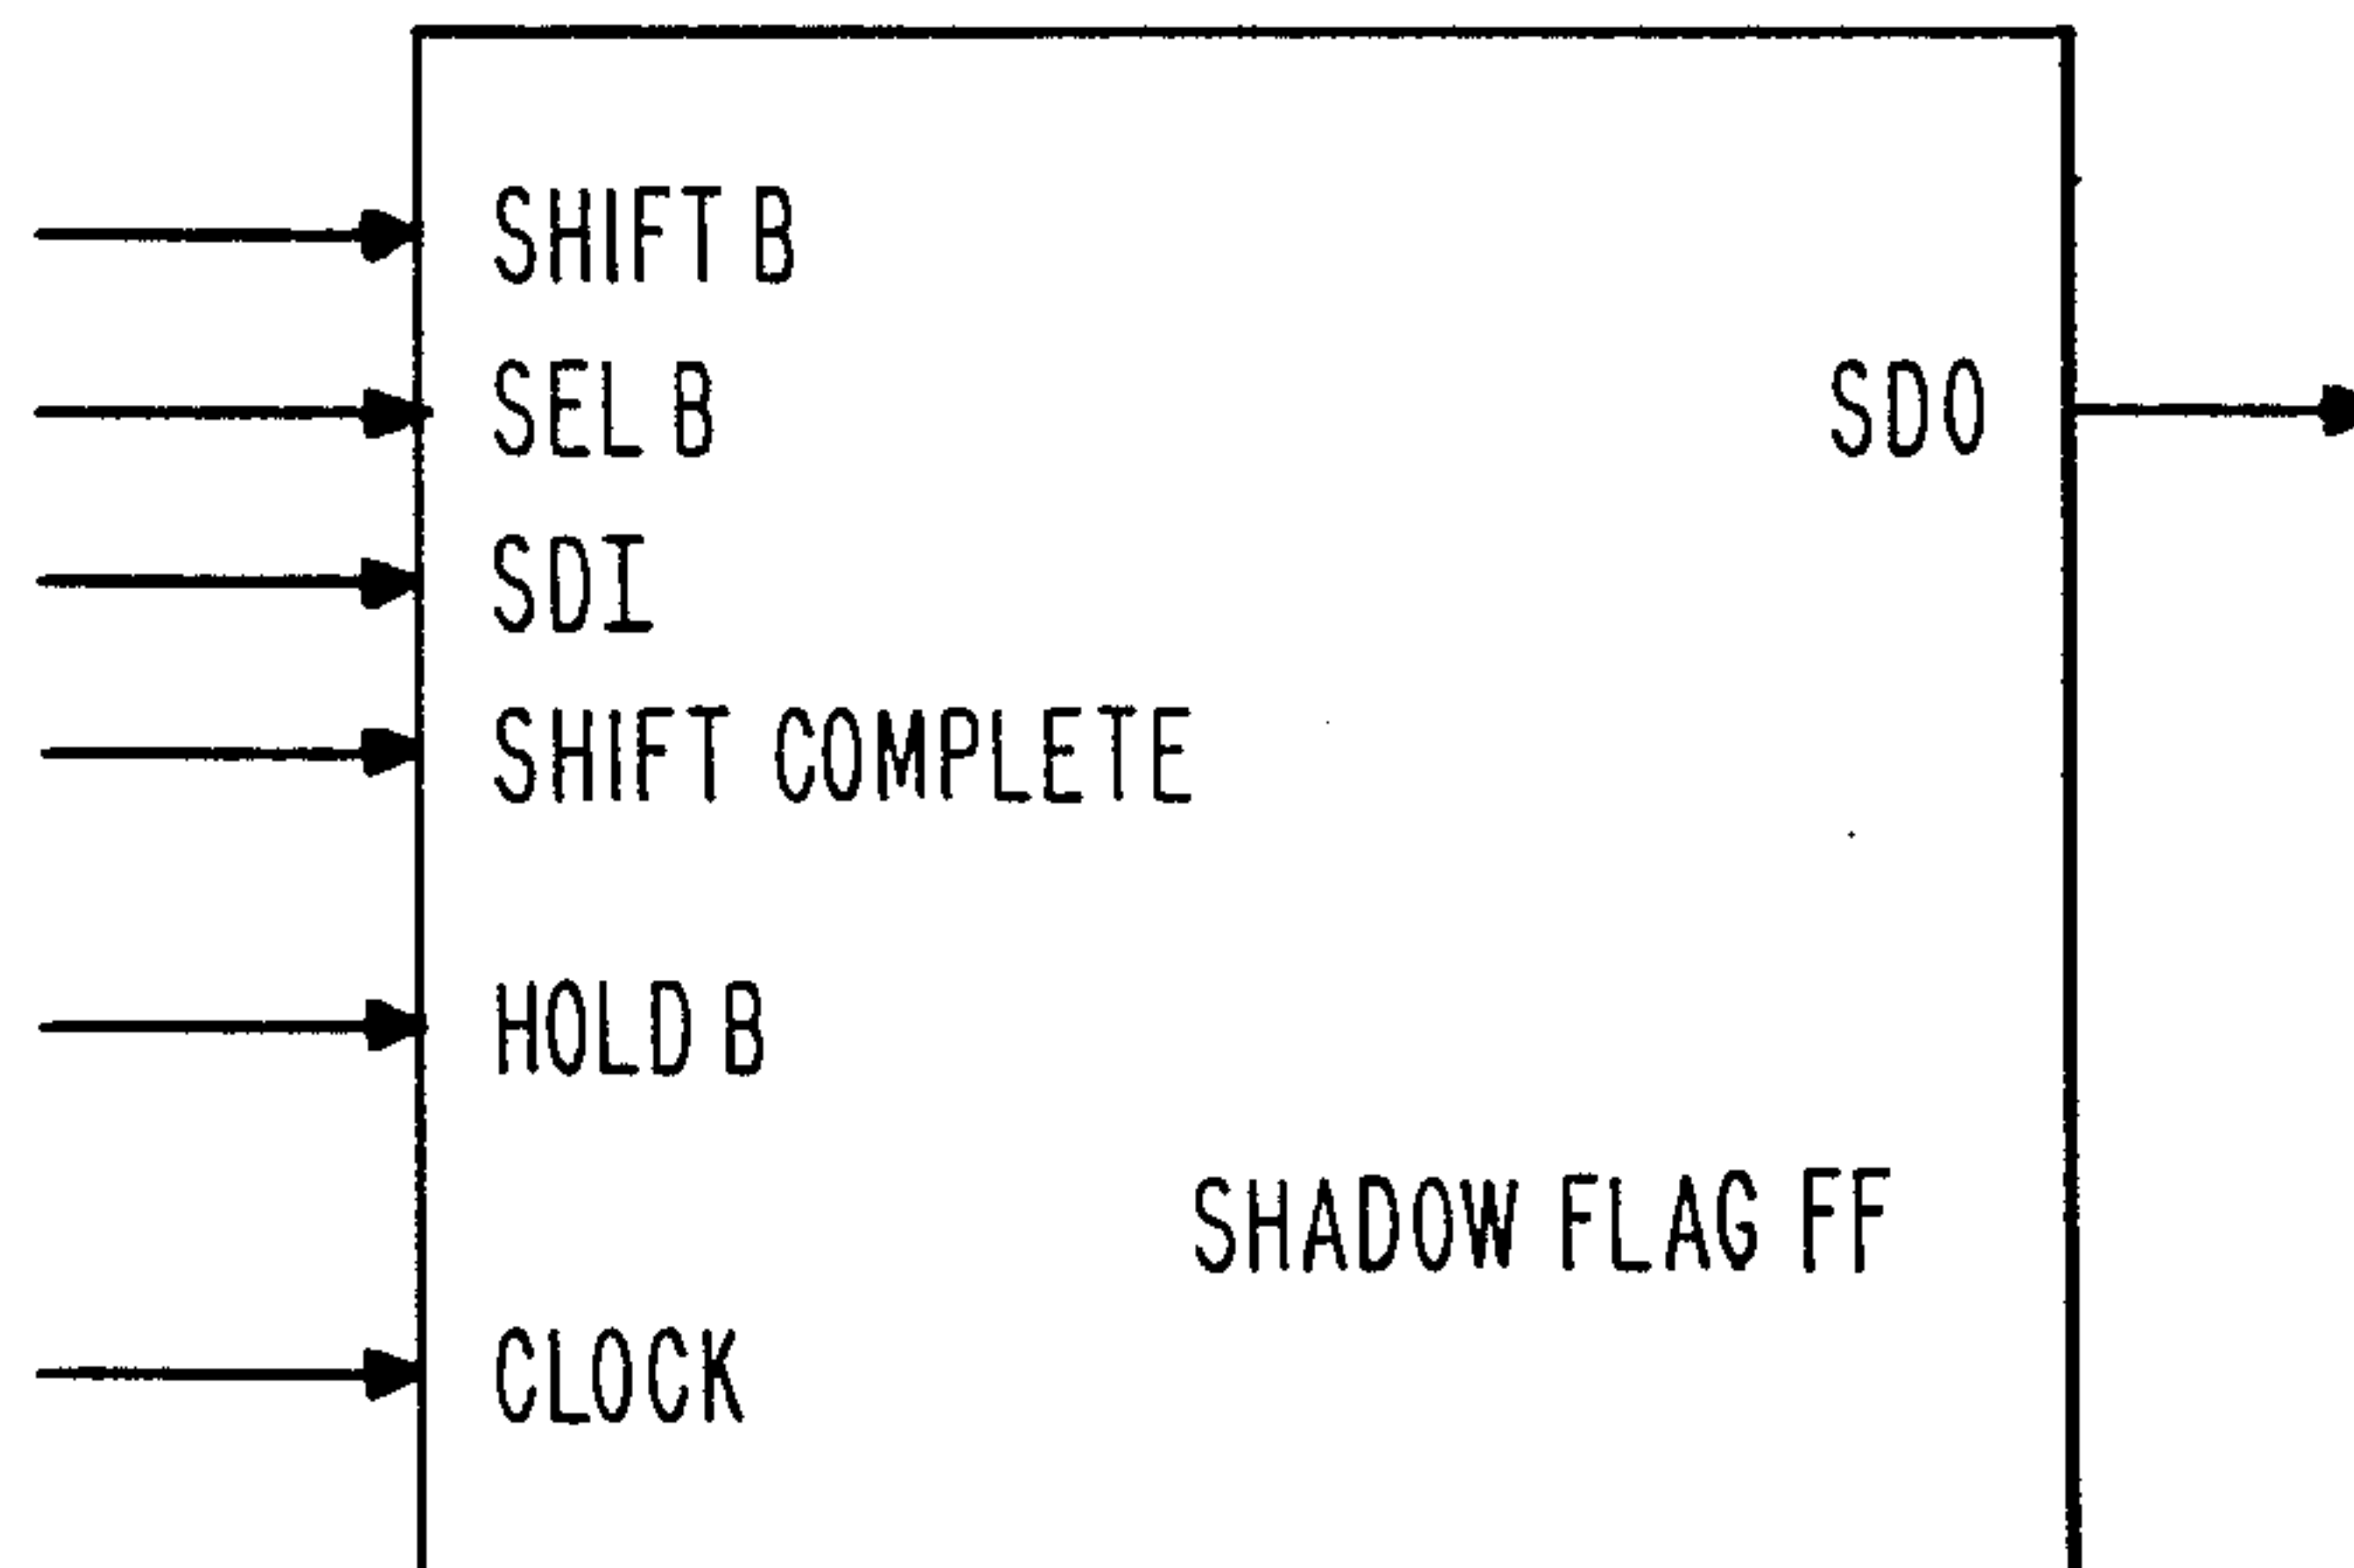 SHIFT B
SEL B
SDO
SDI
SHIFT COMPLETE
HOLD B
SHADOW FLAG FF
CLOCK